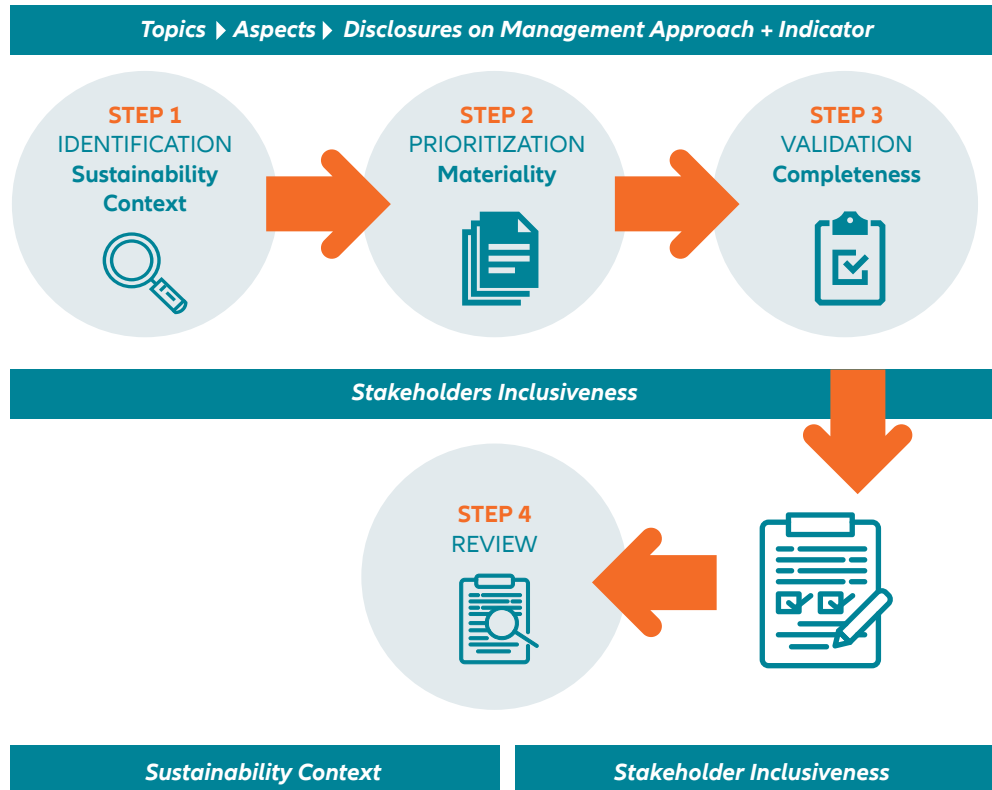 Topics ▶ Aspects ▶ Disclosures on Management Approach + Indicator
STEP 1
IDENTIFICATION
Sustainability
Context
STEP 2
PRIORITIZATION
Materiality
STEP 3
VALIDATION
Completeness
Stakeholders Inclusiveness
STEP 4
REVIEW
Sustainability Context
Stakeholder Inclusiveness